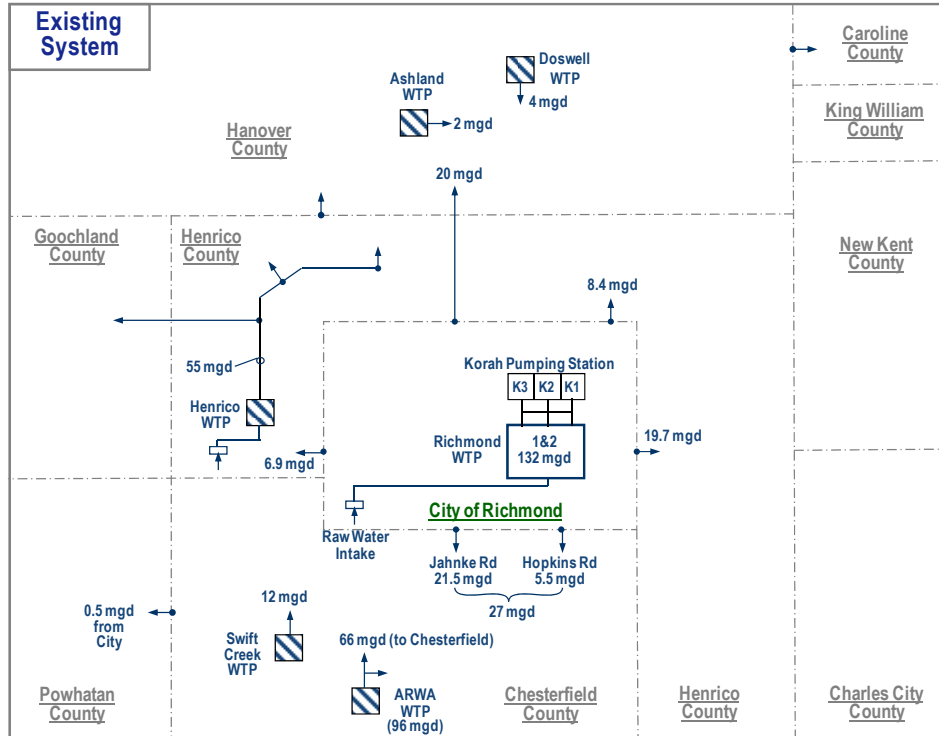 Existing
System
Caroline
County
Doswell
WTP
Ashland
WTP
4 mgd
2 mgd
King William
County
Hanover
County
20 mgd
Goochland
County
Henrico
County
New Kent
County
8.4 mgd
55 mgd
Korah Pumping Station
K3
K2
K1
Henrico
WTP
Richmond
WTP
1&2
132 mgd
19.7 mgd
6.9 mgd
City of Richmond
Raw Water
Intake
Jahnke Rd
21.5 mgd
Hopkins Rd
5.5 mgd
27 mgd
12 mgd
0.5 mgd
from
City
66 mgd (to Chesterfield)
Swift
Creek
WTP
ARWA
WTP
(96 mgd)
Powhatan
County
Chesterfield
County
Henrico
County
Charles City
County